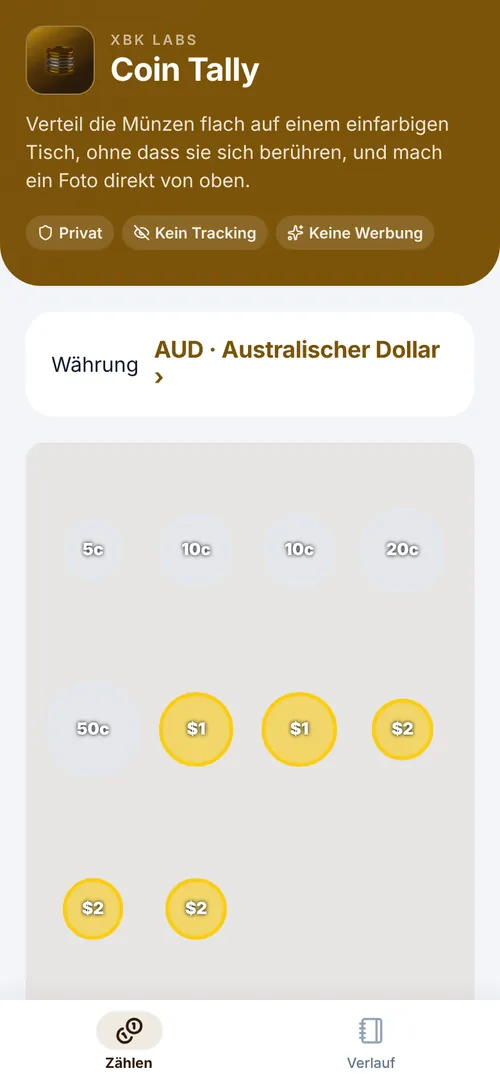 XBK LABS
Coin Tally
Verteil die Münzen flach auf einem einfarbigen
Tisch, ohne dass sie sich berühren, und mach
ein Foto direkt von oben.
Privat
Kein Tracking
Keine Werbung
Währung
AUD · Australischer Dollar
›
5c
10c
10c
20c
50c
$1
$1
$2
$2
$2
Zählen
Verlauf